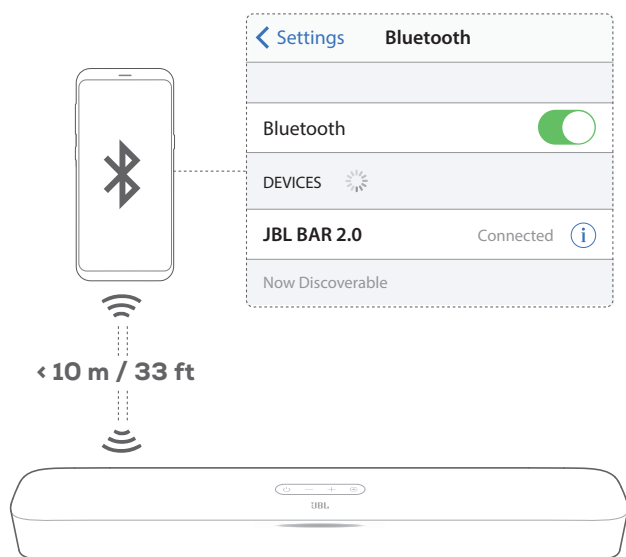 Settings Bluetooth
Bluetooth
DEVICES
JBL BAR 2.0 Connected i
Now Discoverable
< 10 m / 33 ft
JBL